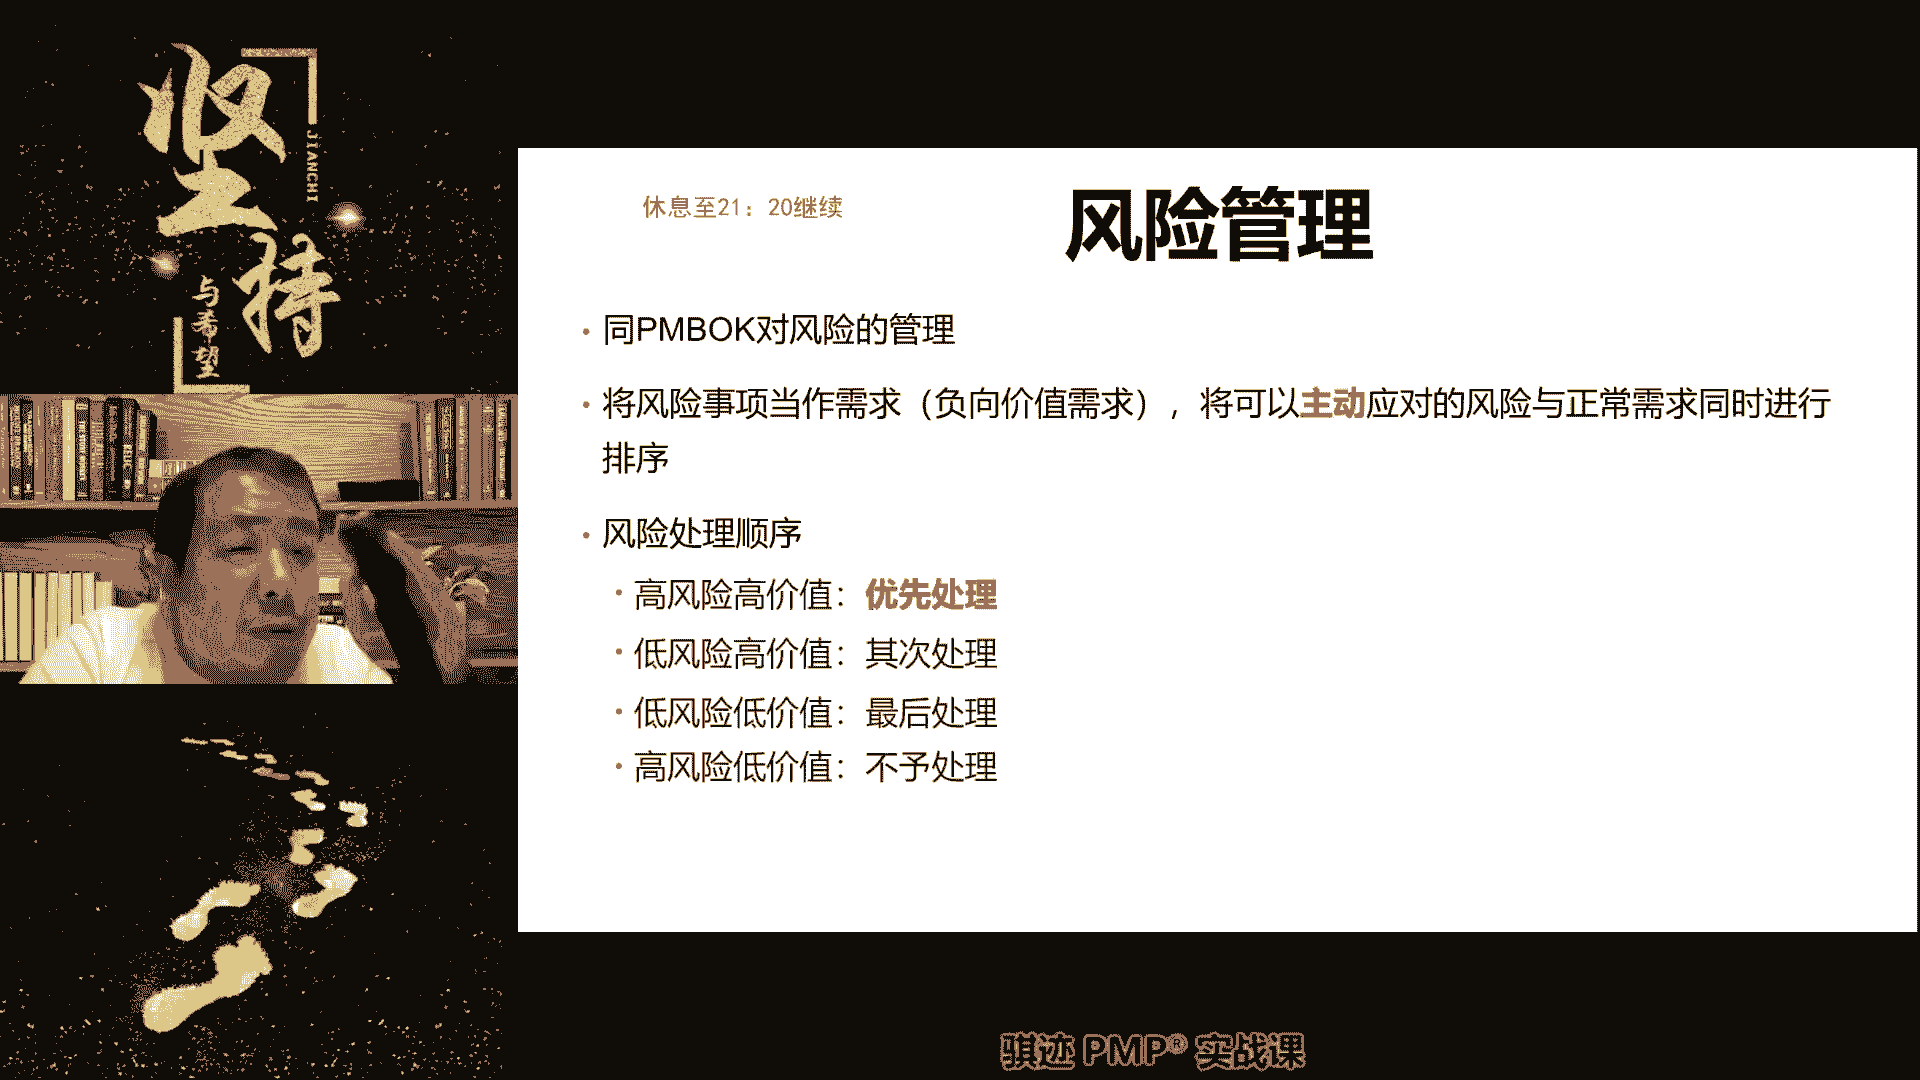 坚持
JIANCHI
与希望
休息至21：20继续
风险管理
• 同PMBOK对风险的管理
• 将风险事项当作需求（负向价值需求），将可以主动应对的风险与正常需求同时进行
排序
• 风险处理顺序
• 高风险高价值：优先处理
• 低风险高价值：其次处理
• 低风险低价值：最后处理
• 高风险低价值：不予处理
骐迹 PMP® 实战课